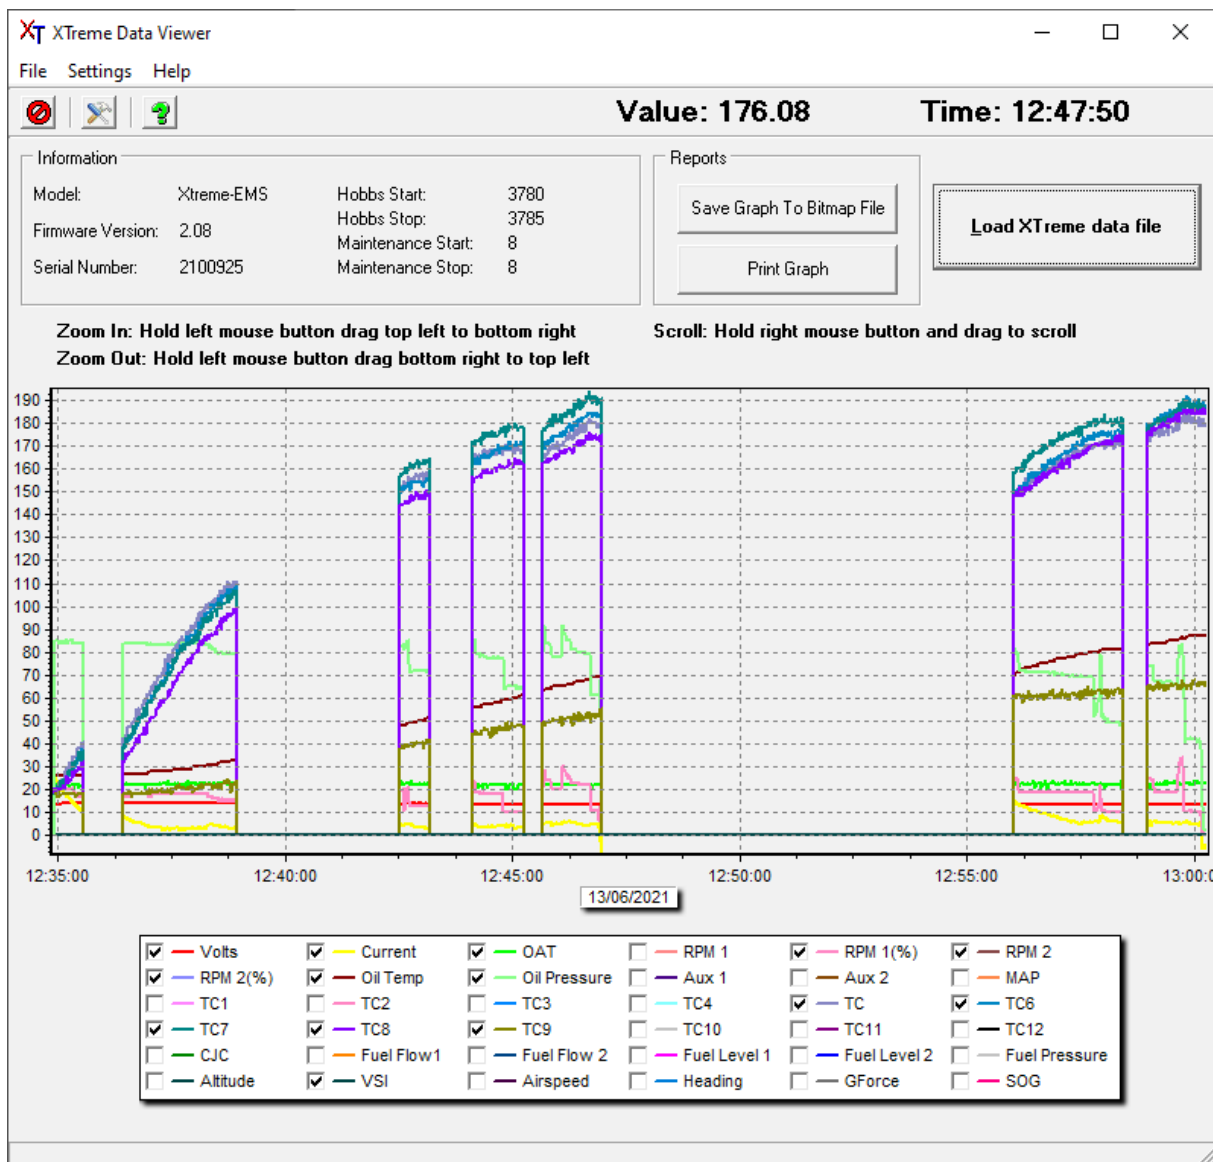 XT XTreme Data Viewer
File Settings Help
Value: 176.08 Time: 12:47:50
Information
Model: Xtreme-EMS
Firmware Version: 2.08
Serial Number: 2100925
Hobbs Start: 3780
Hobbs Stop: 3785
Maintenance Start: 8
Maintenance Stop: 8
Reports
Save Graph To Bitmap File
Print Graph
Load XTreme data file
Zoom In: Hold left mouse button drag top left to bottom right
Zoom Out: Hold left mouse button drag bottom right to top left
Scroll: Hold right mouse button and drag to scroll
190
180
170
160
150
140
130
120
110
100
90
80
70
60
50
40
30
20
10
0
12:35:00 12:40:00 12:45:00 12:50:00 12:55:00 13:00:0
13/06/2021
Volts Current OAT RPM 1 RPM 1(%) RPM 2
RPM 2(%) Oil Temp Oil Pressure Aux 1 Aux 2 MAP
TC1 TC2 TC3 TC4 TC TC6
TC7 TC8 TC9 TC10 TC11 TC12
CJC Fuel Flow1 Fuel Flow 2 Fuel Level 1 Fuel Level 2 Fuel Pressure
Altitude VSI Airspeed Heading GForce SOG